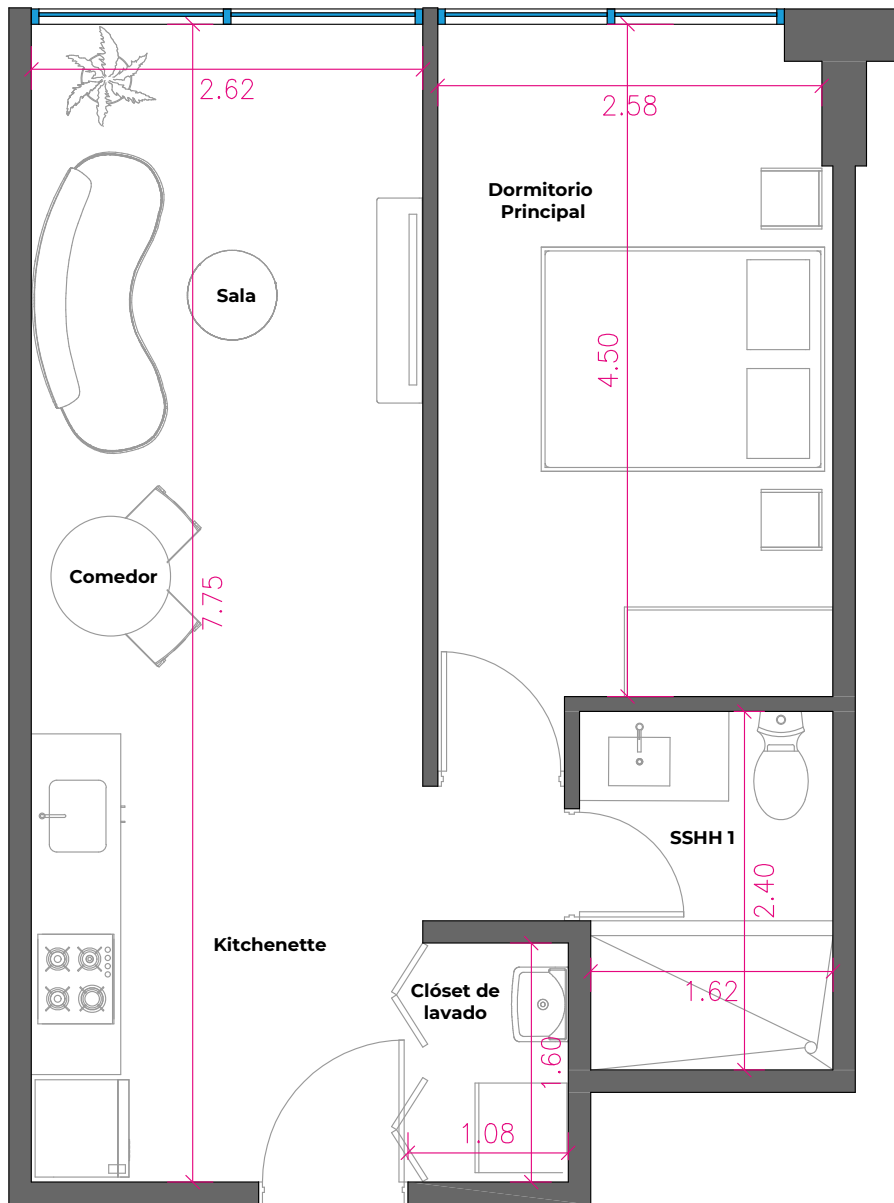 2.62
2.58
Dormitorio
Principal
Sala
4.50
Comedor
7.75
SSHH 1
2.40
Kitchenette
Clóset de
lavado
1.62
1.60
1.08